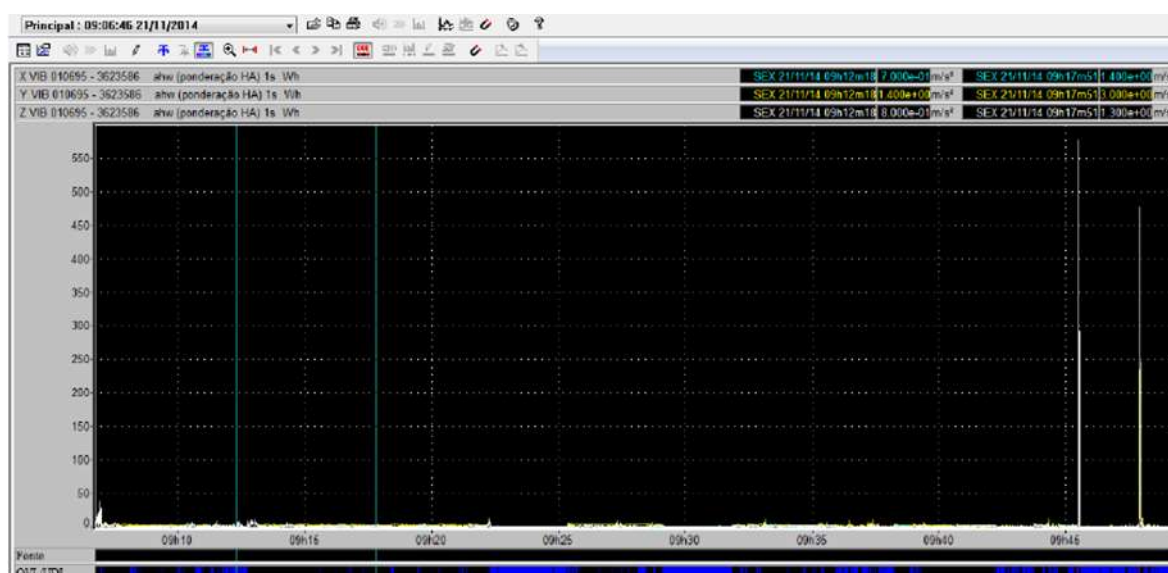 Principal : 09:06:46 21/11/2014
X VIB 010695 - 3623586 ahw (ponderação HA) 1s Wh SEX 21/11/14 09h12m18 7.000e-01 m/s² SEX 21/11/14 09h17m51 1.400e+00 m/s
Y VIB 010695 - 3623586 ahw (ponderação HA) 1s Wh SEX 21/11/14 09h12m18 1.400e+00 m/s² SEX 21/11/14 09h17m51 3.000e+00 m/s
Z VIB 010695 - 3623586 ahw (ponderação HA) 1s Wh SEX 21/11/14 09h12m18 8.000e-01 m/s² SEX 21/11/14 09h17m51 1.300e+00 m/s
550
500
450
400
350
300
250
200
150
100
50
0
09h10 09h15 09h20 09h25 09h30 09h35 09h40 09h45
Fonte